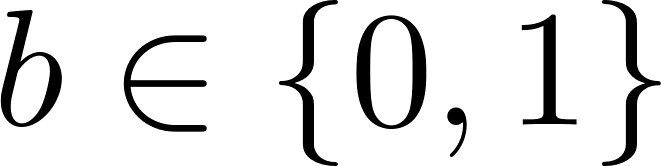 b ∈ {0, 1}